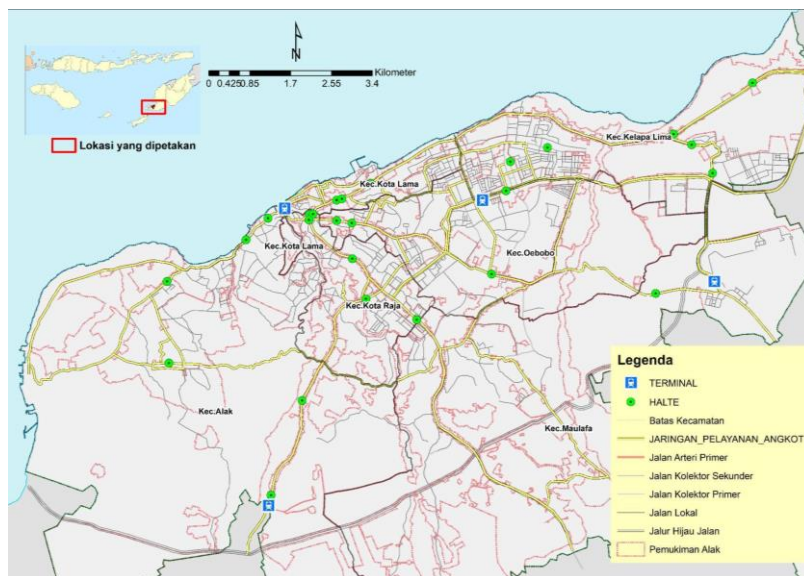 N
Kilometer
0 0.425 0.85 1.7 2.55 3.4
Lokasi yang dipetakan
Kec.Kelapa Lima
Kec.Kota Lama
Kec.Kota Lama
Kec.Oebobo
Kec.Kota Raja
Kec.Alak
Kec.Maulafa
Legenda
TERMINAL
HALTE
Batas Kecamatan
JARINGAN_PELAYANAN_ANGKOT
Jalan Arteri Primer
Jalan Kolektor Sekunder
Jalan Kolektor Primer
Jalan Lokal
Jalur Hijau Jalan
Pemukiman Alak